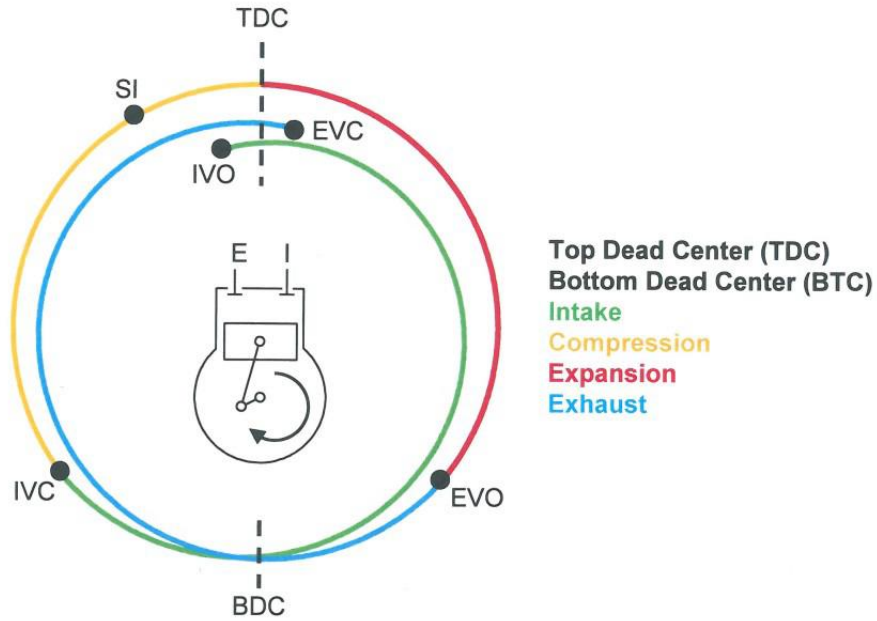 TDC
SI
EVC
IVO
E I
Top Dead Center (TDC)
Bottom Dead Center (BTC)
Intake
Compression
Expansion
Exhaust
IVC
EVO
BDC